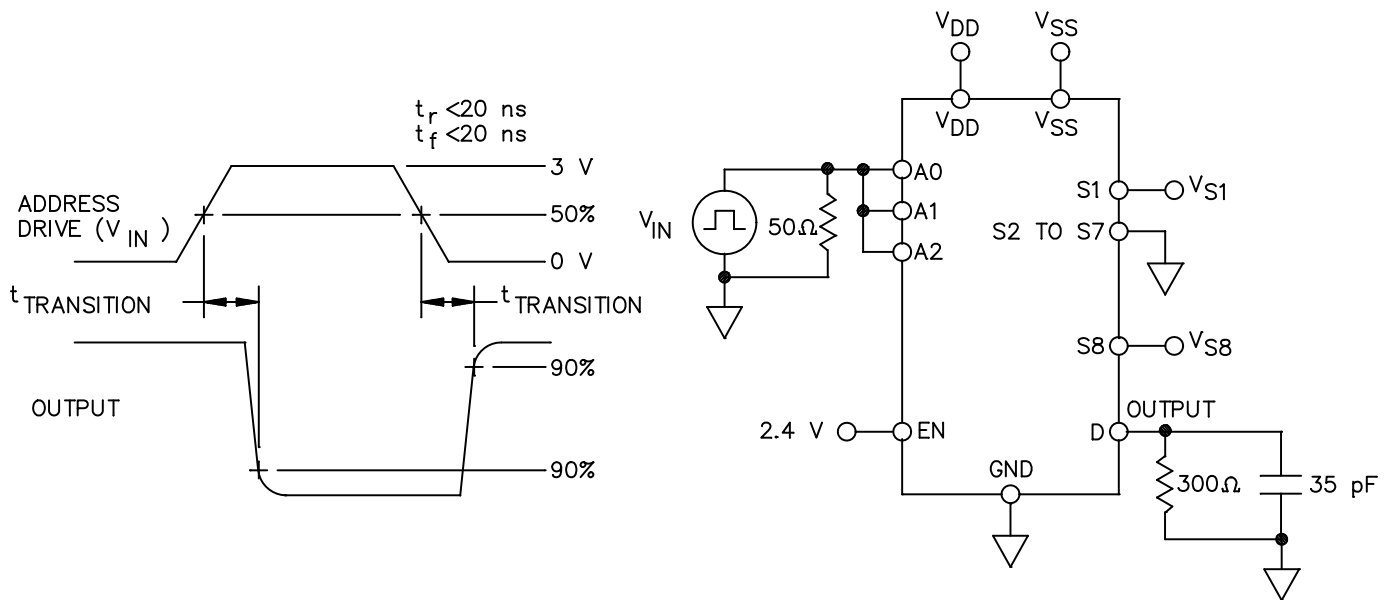 t_r <20 ns
t_f <20 ns
3 V
ADDRESS
DRIVE (V_IN)
50%
0 V
t_TRANSITION
t_TRANSITION
90%
OUTPUT
90%
V_DD
V_SS
V_DD
V_SS
A0
A1
A2
V_IN
50Ω
S1
V_S1
S2 TO S7
S8
V_S8
2.4 V
EN
OUTPUT
D
GND
300Ω
35 pF